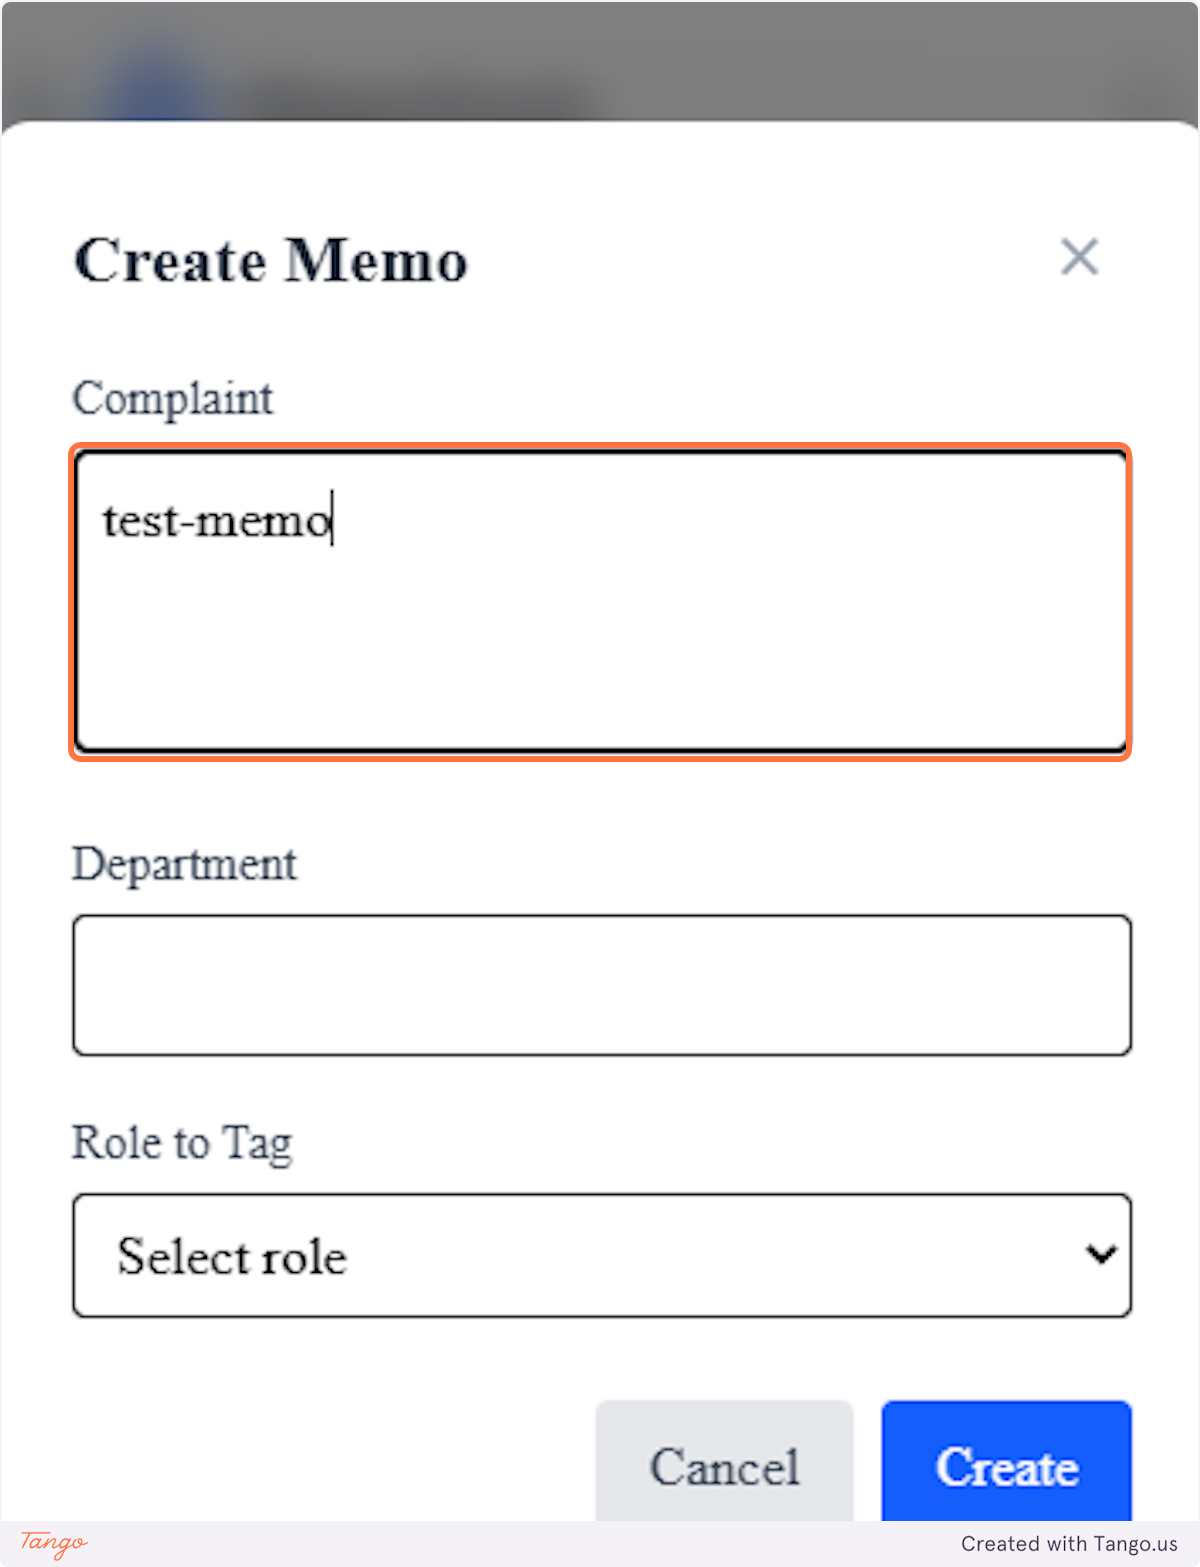 Create Memo
Complaint
test-memo
Department
Role to Tag
Select role
Cancel
Create
Tango
Created with Tango.us